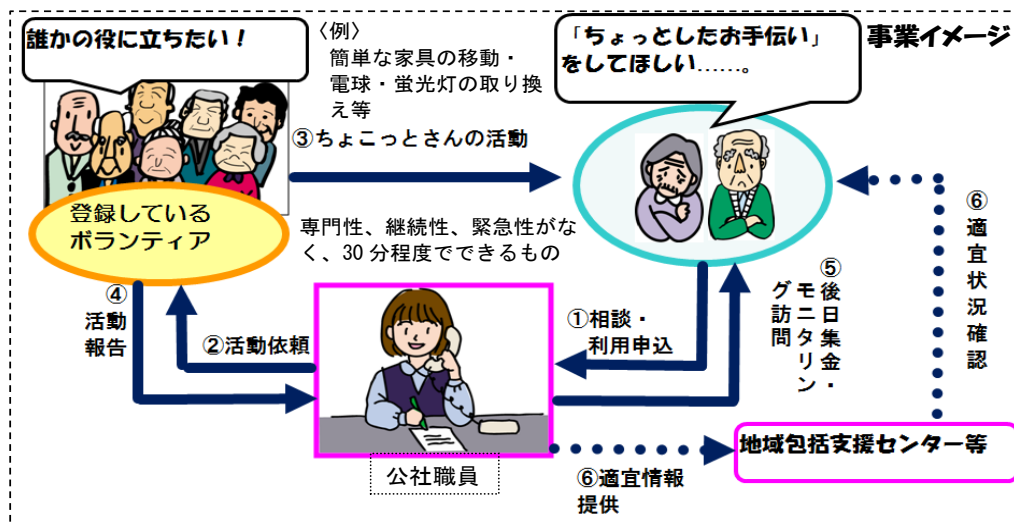 事業イメージ
誰かの役に立ちたい！
〈例〉
簡単な家具の移動・
電球・蛍光灯の取り換
え等
「ちょっとしたお手伝い」
をしてほしい……。
③ちょこっとさんの活動
登録している
ボランティア
専門性、継続性、緊急性がな
く、30分程度でできるもの
①相談・
利用申込
②活動依頼
④
活動
報告
⑤後日集金・
モニタリン
グ訪問
⑥適宜状況確認
公社職員
⑥適宜情報
提供
地域包括支援センター等